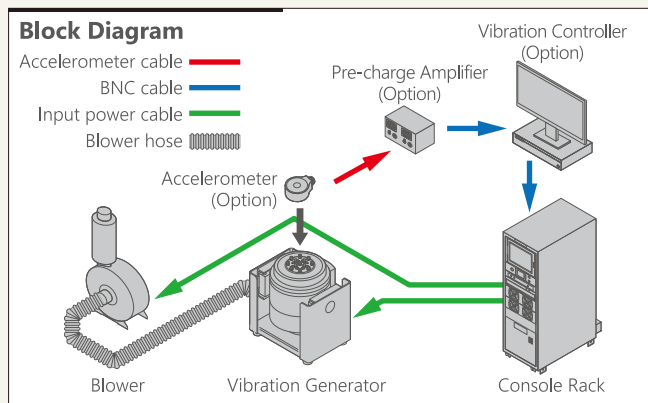 Block Diagram
Accelerometer cable
BNC cable
Input power cable
Blower hose
Vibration Controller
(Option)
Pre-charge Amplifier
(Option)
Accelerometer
(Option)
Blower
Vibration Generator
Console Rack